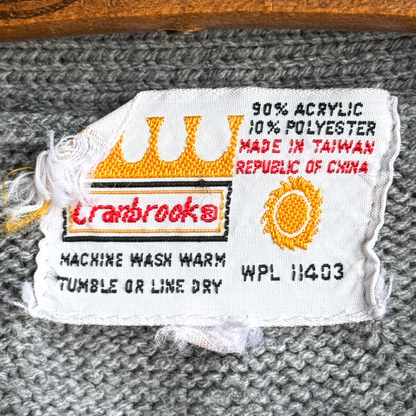 90% ACRYLIC
10% POLYESTER
MADE IN TAIWAN
REPUBLIC OF CHINA
Cranbrook®
MACHINE WASH WARM
TUMBLE OR LINE DRY
WPL 11403